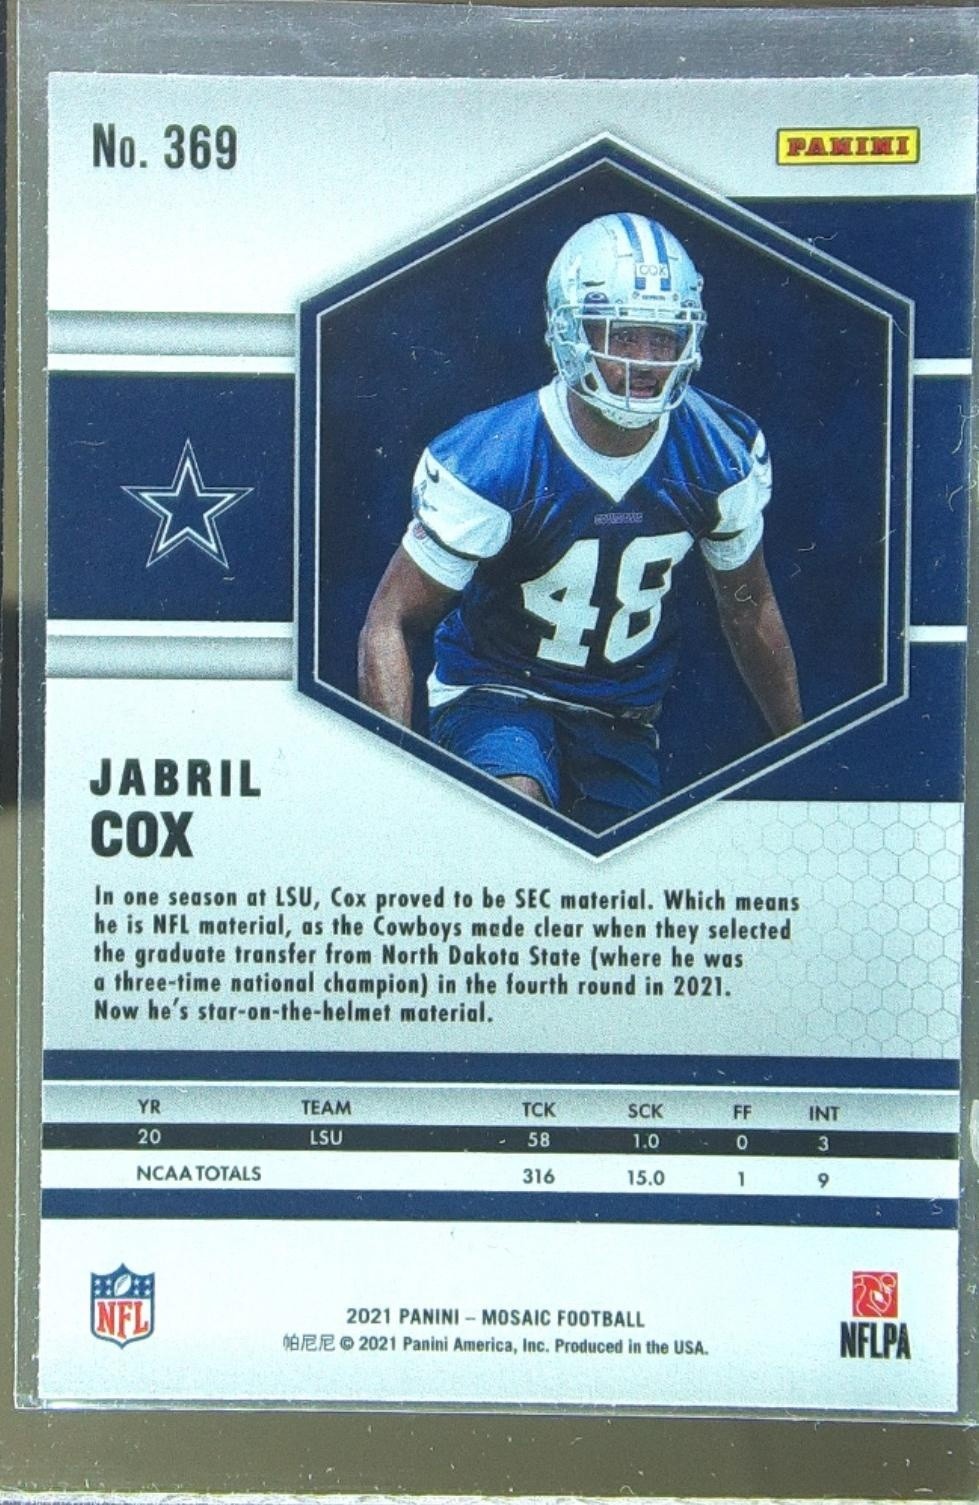 No. 369
PANINI
COX
COWBOYS
48
JABRIL
COX
In one season at LSU, Cox proved to be SEC material. Which means
he is NFL material, as the Cowboys made clear when they selected
the graduate transfer from North Dakota State (where he was
a three-time national champion) in the fourth round in 2021.
Now he's star-on-the-helmet material.
YR TEAM TCK SCK FF INT
20 LSU 58 1.0 0 3
NCAA TOTALS 316 15.0 1 9
NFL
2021 PANINI – MOSAIC FOOTBALL
帕尼尼 © 2021 Panini America, Inc. Produced in the USA.
NFLPA